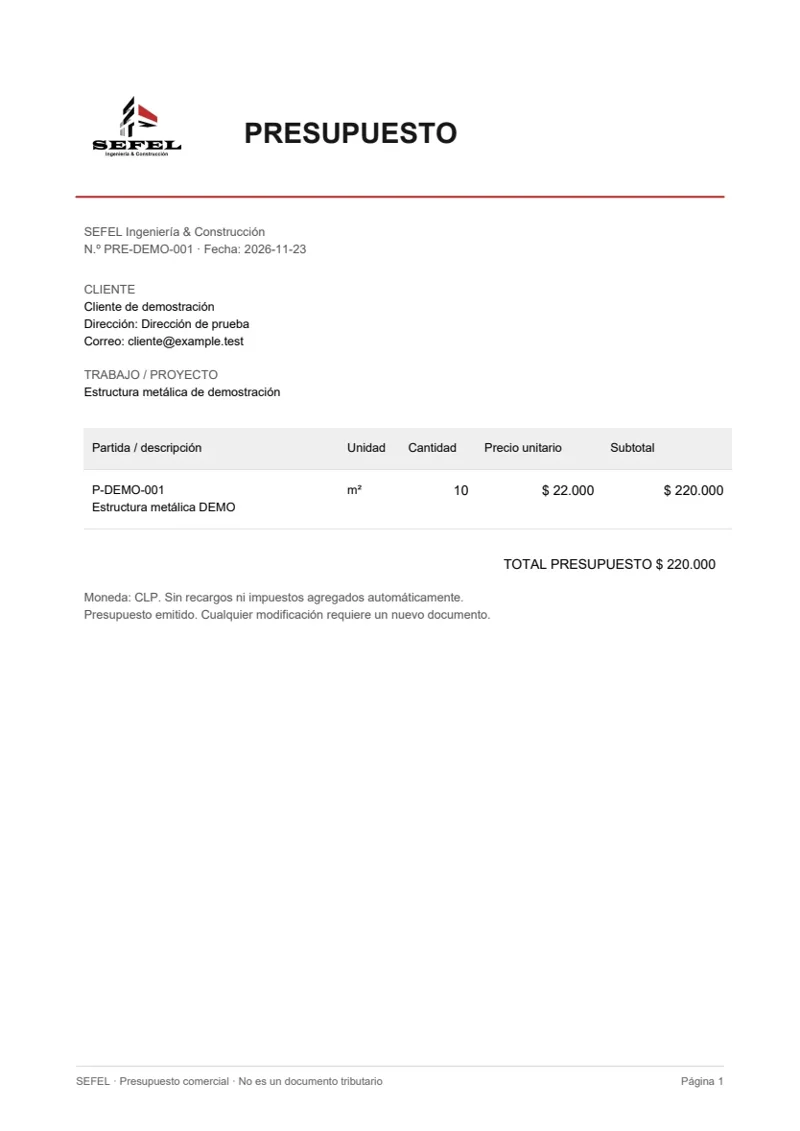 SEFEL
Ingeniería & Construcción
PRESUPUESTO
SEFEL Ingeniería & Construcción
N.º PRE-DEMO-001 · Fecha: 2026-11-23
CLIENTE
Cliente de demostración
Dirección: Dirección de prueba
Correo: cliente@example.test
TRABAJO / PROYECTO
Estructura metálica de demostración
Partida / descripción Unidad Cantidad Precio unitario Subtotal
P-DEMO-001 m² 10 $ 22.000 $ 220.000
Estructura metálica DEMO
TOTAL PRESUPUESTO $ 220.000
Moneda: CLP. Sin recargos ni impuestos agregados automáticamente.
Presupuesto emitido. Cualquier modificación requiere un nuevo documento.
SEFEL · Presupuesto comercial · No es un documento tributario Página 1